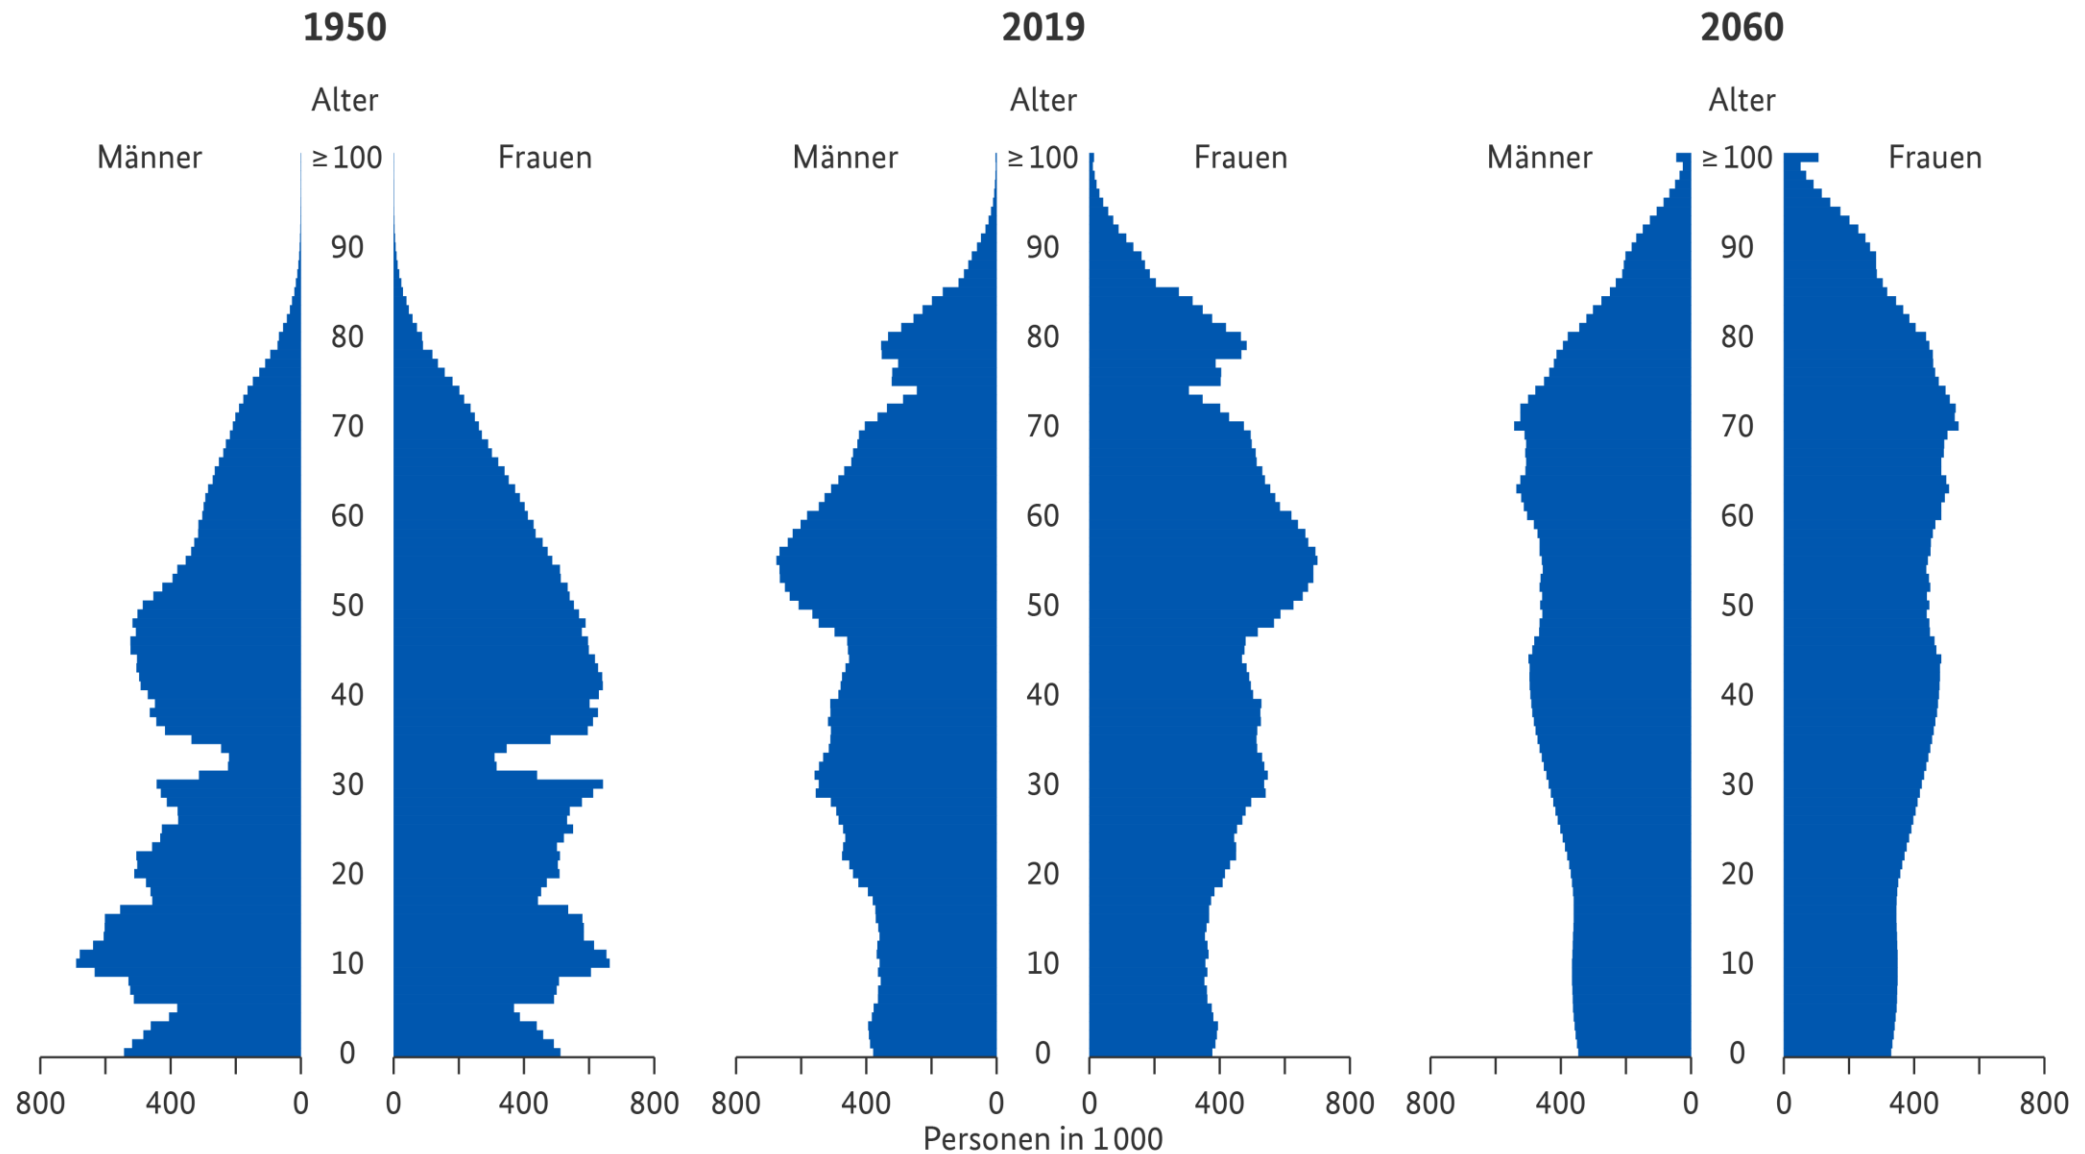 1950 2019 2060
Alter Alter Alter
Männer ≥ 100 Frauen Männer ≥ 100 Frauen Männer ≥ 100 Frauen
90 90 90
80 80 80
70 70 70
60 60 60
50 50 50
40 40 40
30 30 30
20 20 20
10 10 10
0 0 0
800 400 0 0 400 800 800 400 0 0 400 800 800 400 0 0 400 800
Personen in 1000